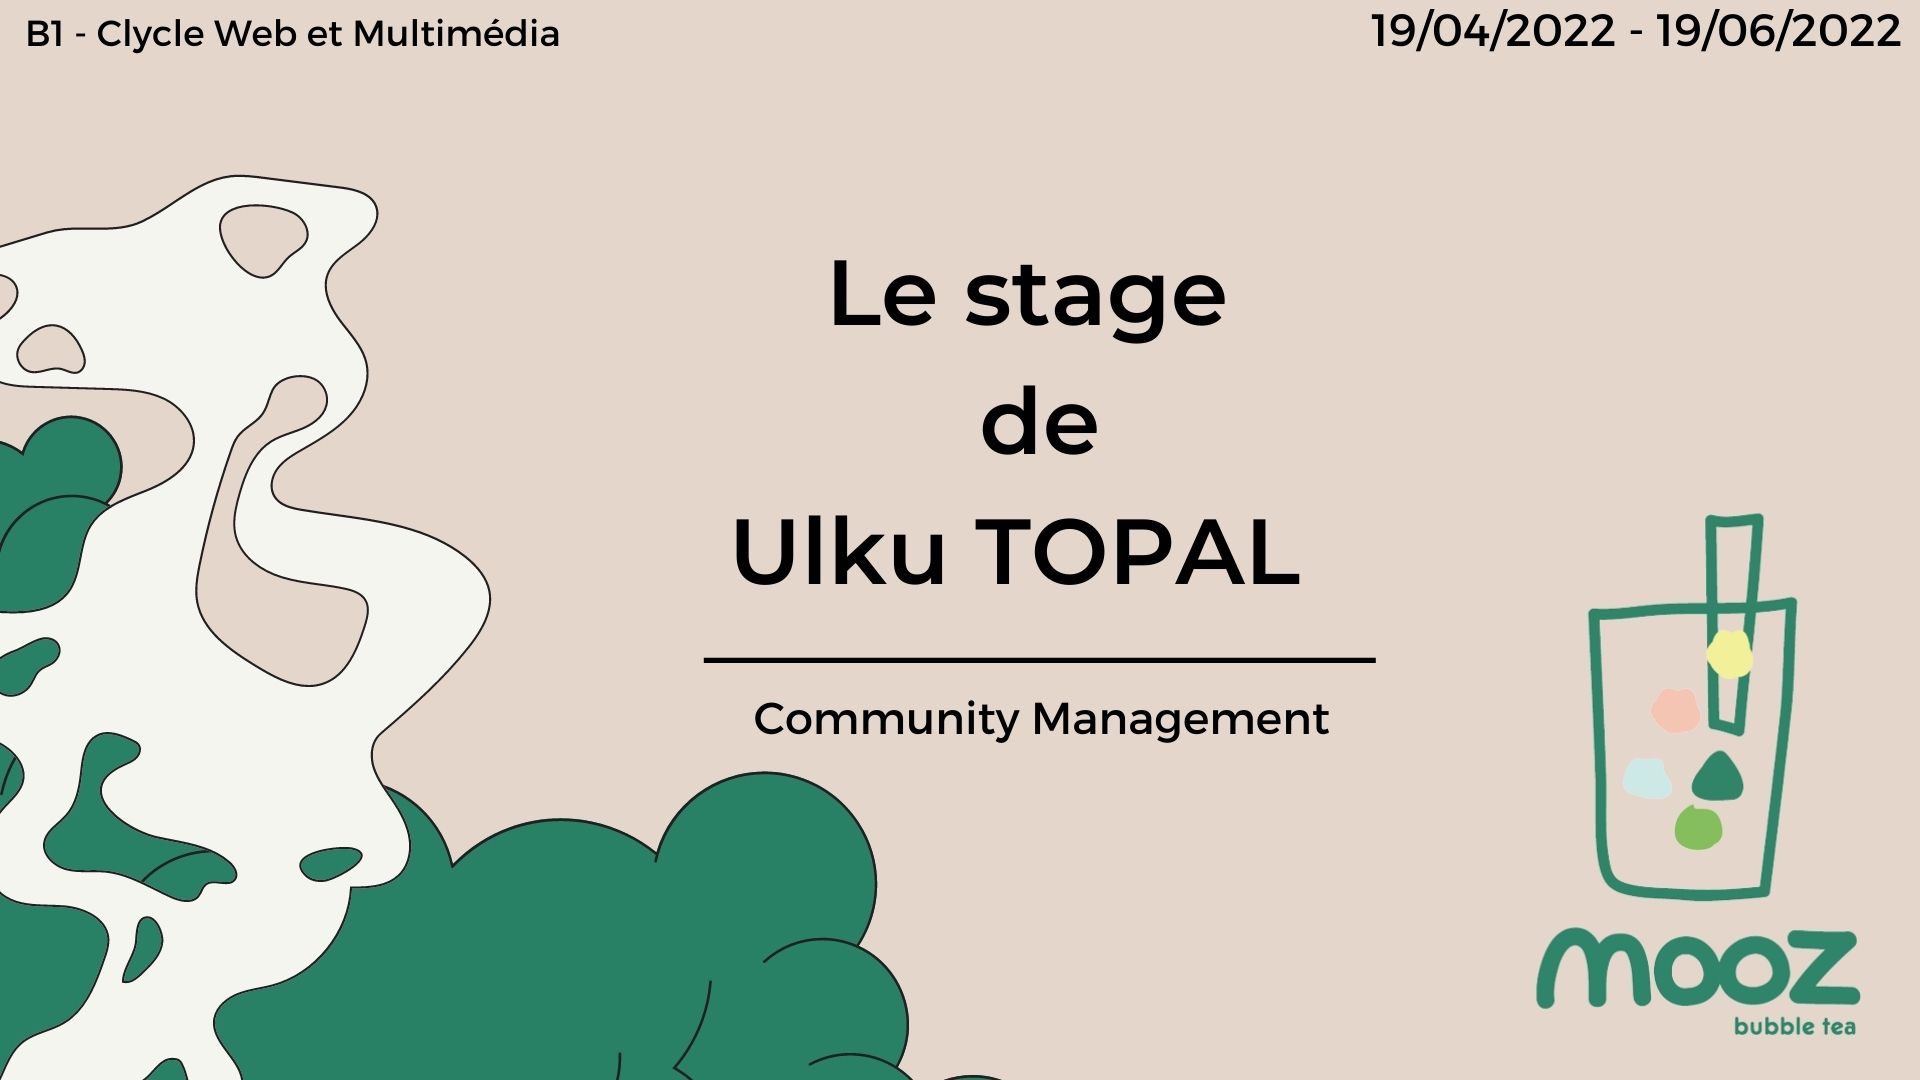 B1 - Clycle Web et Multimédia
19/04/2022 - 19/06/2022
Le stage
de
Ulku TOPAL
Community Management
mooz
bubble tea